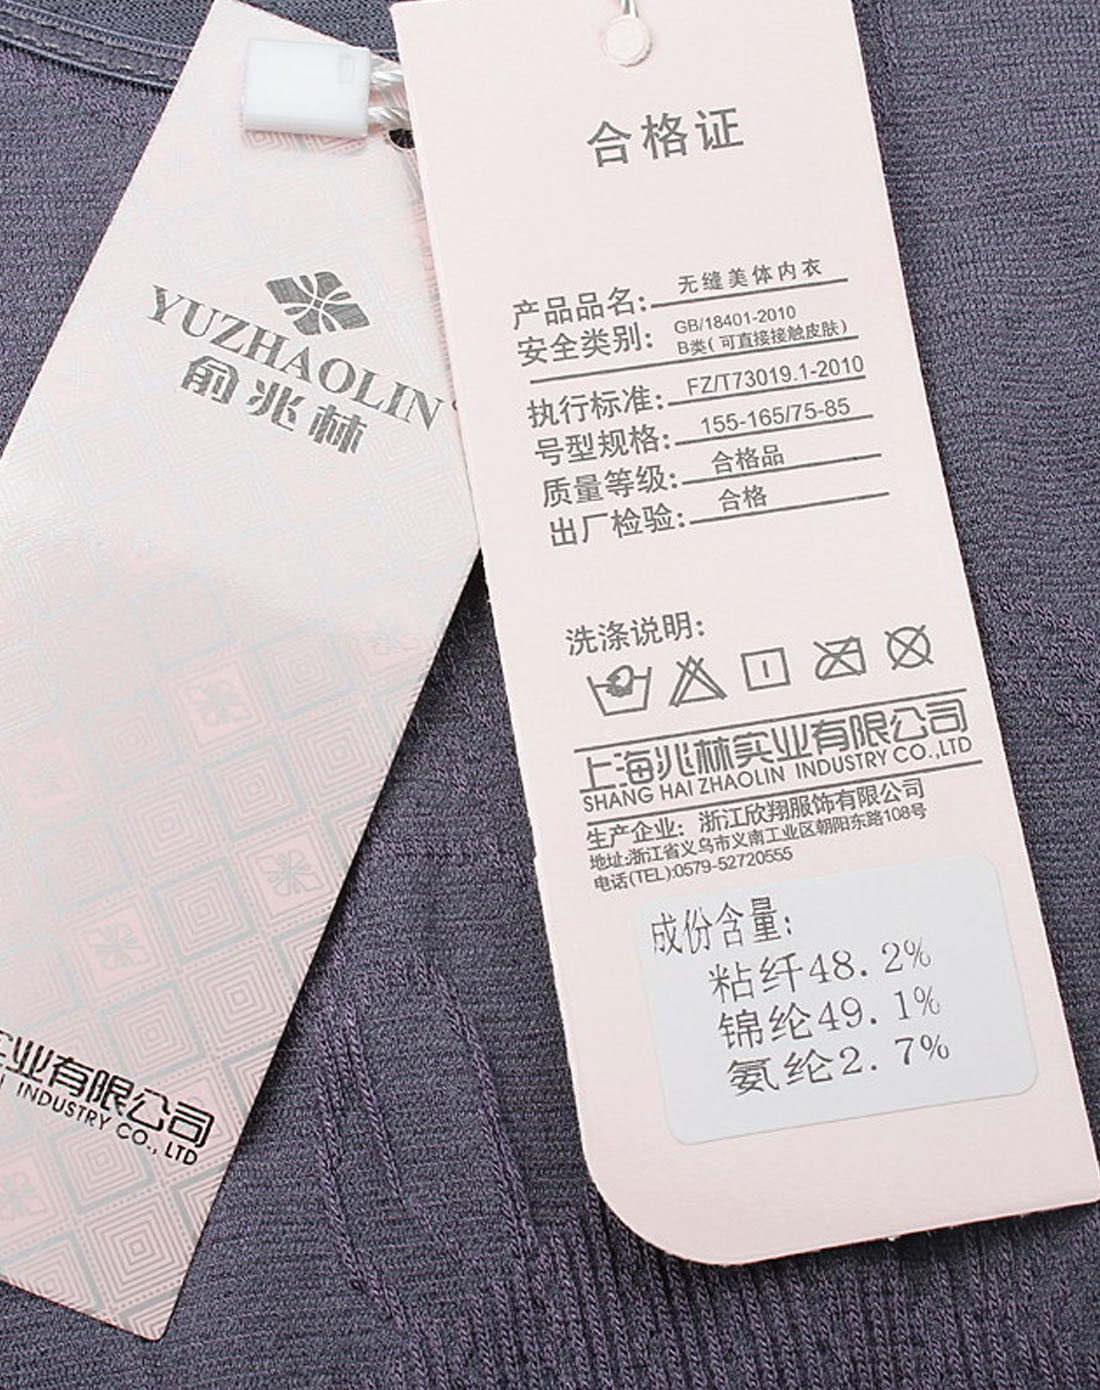 YUZHAOLIN
俞兆林
业有限公司
INDUSTRY CO., LTD
合格证
产品品名: 无缝美体内衣
安全类别: GB/18401-2010
B类(可直接接触皮肤)
执行标准: FZ/T73019.1-2010
号型规格: 155-165/75-85
质量等级: 合格品
出厂检验: 合格
洗涤说明:
上海兆林实业有限公司
SHANG HAI ZHAOLIN INDUSTRY CO.,LTD
生产企业: 浙江欣翔服饰有限公司
地址:浙江省义乌市义南工业区朝阳东路108号
电话(TEL):0579-52720555
成份含量:
粘纤48.2%
锦纶49.1%
氨纶2.7%